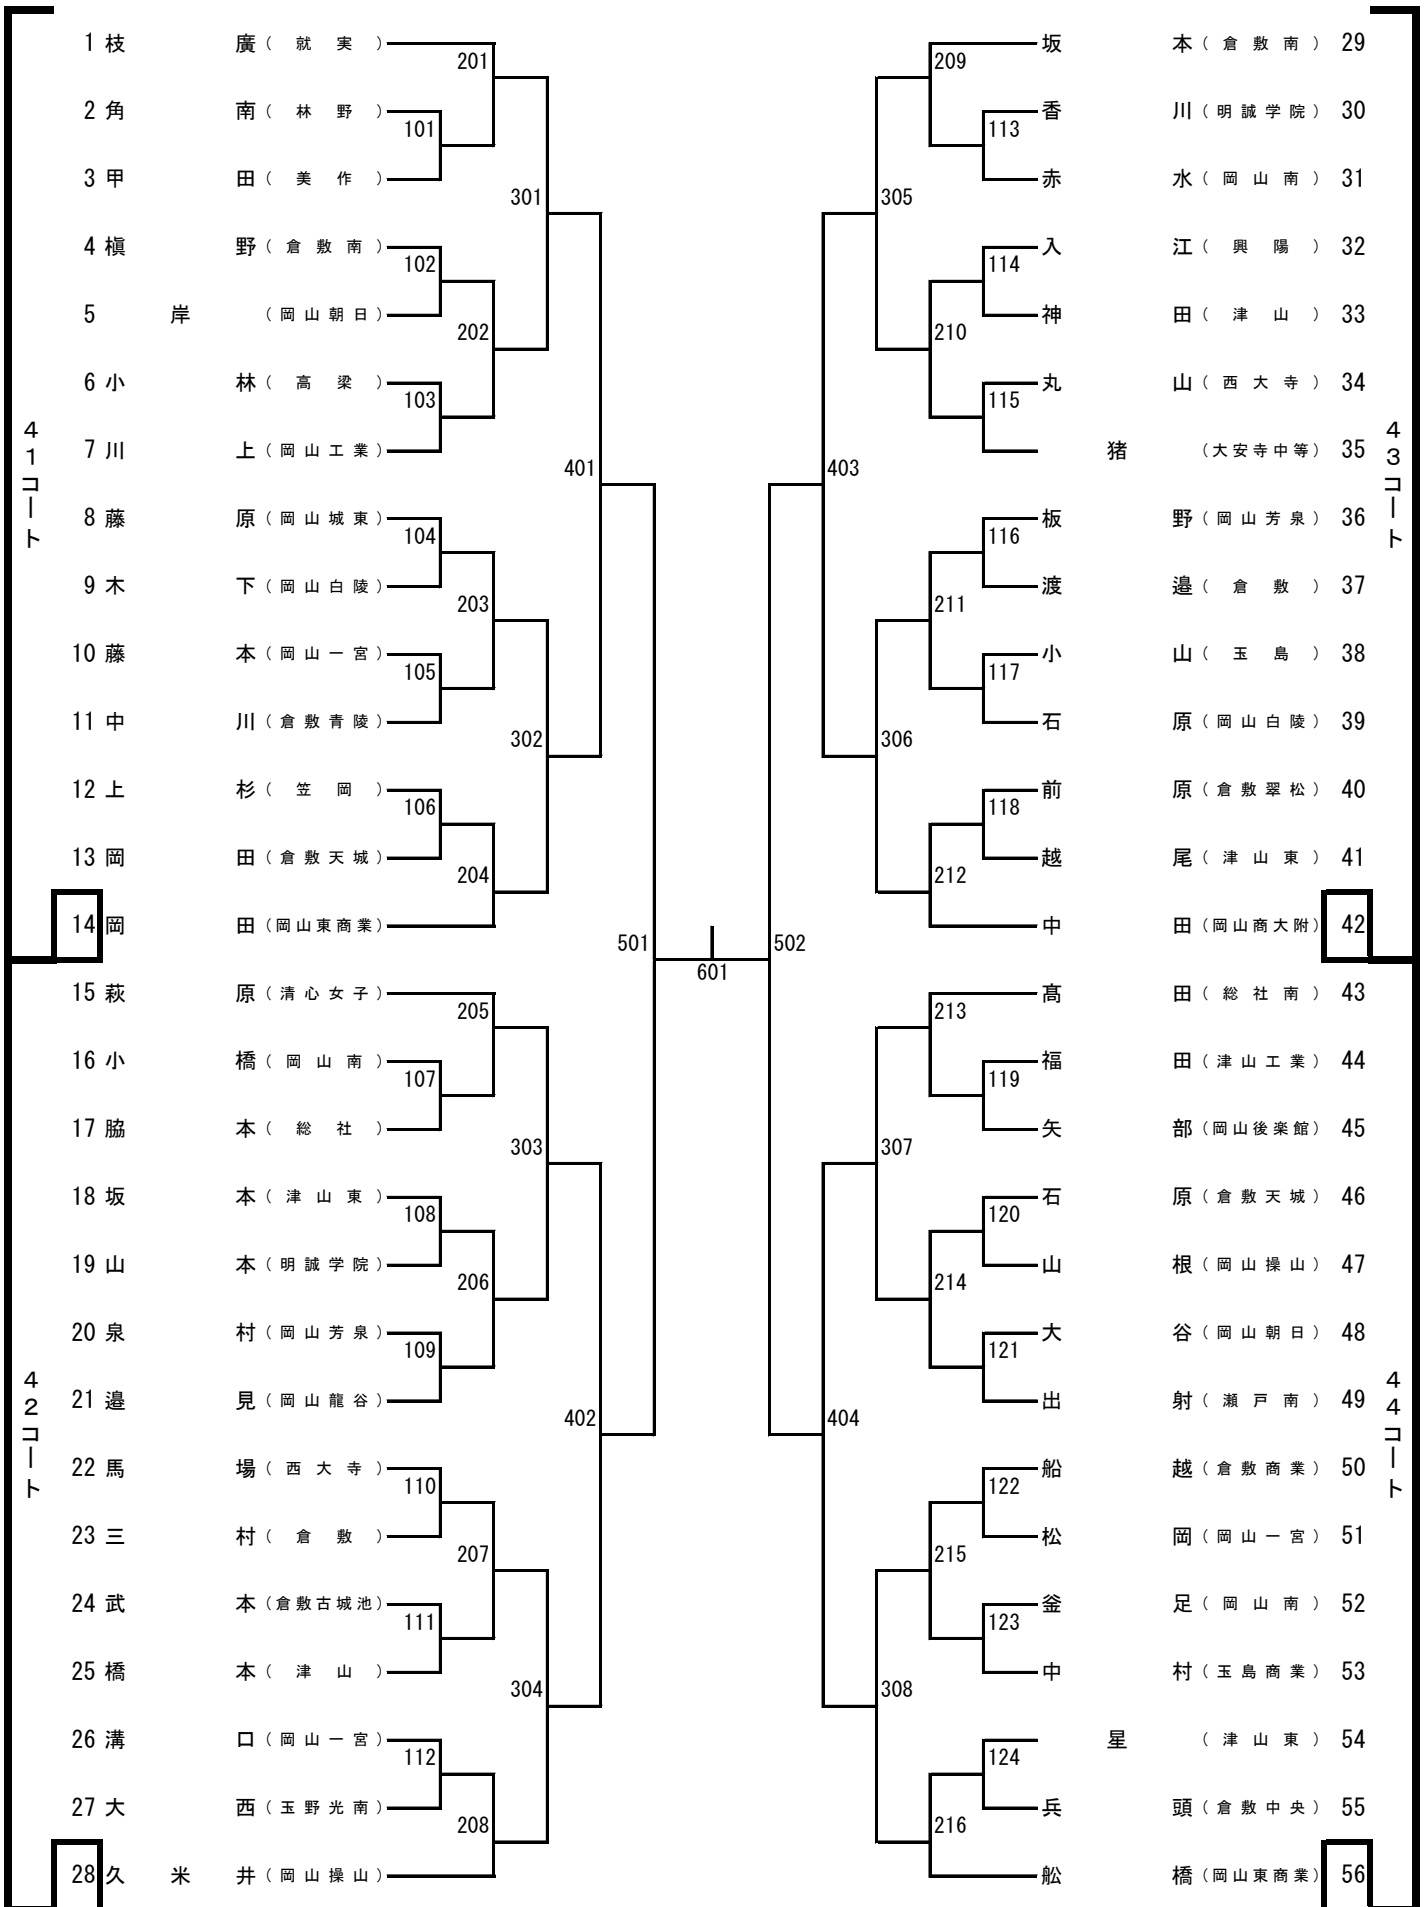 1 枝廣(就実)
201
2 角南(林野)
101
3 甲田(美作)
301
4 槇野(倉敷南)
102
5 岸(岡山朝日)
202
6 小林(高梁)
103
7 川上(岡山工業)
401
8 藤原(岡山城東)
104
9 木下(岡山白陵)
203
10 藤本(岡山一宮)
105
11 中川(倉敷青陵)
302
12 上杉(笠岡)
106
13 岡田(倉敷天城)
204
14 岡田(岡山東商業)
41コート
501
15 萩原(清心女子)
205
16 小橋(岡山南)
107
17 脇本(総社)
303
18 坂本(津山東)
108
19 山本(明誠学院)
206
20 泉村(岡山芳泉)
109
21 邉見(岡山龍谷)
402
22 馬場(西大寺)
110
23 三村(倉敷)
207
24 武本(倉敷古城池)
111
25 橋本(津山)
304
26 溝口(岡山一宮)
112
27 大西(玉野光南)
208
28 久米井(岡山操山)
42コート
601
坂本(倉敷南) 29
209
香川(明誠学院) 30
113
赤水(岡山南) 31
305
入江(興陽) 32
114
神田(津山) 33
210
丸山(西大寺) 34
115
猪(大安寺中等) 35
403
板野(岡山芳泉) 36
116
渡邉(倉敷) 37
211
小山(玉島) 38
117
石原(岡山白陵) 39
306
前原(倉敷翠松) 40
118
越尾(津山東) 41
212
中田(岡山商大附) 42
43コート
502
髙田(総社南) 43
213
福田(津山工業) 44
119
矢部(岡山後楽館) 45
307
石原(倉敷天城) 46
120
山根(岡山操山) 47
214
大谷(岡山朝日) 48
121
出射(瀬戸南) 49
404
船越(倉敷商業) 50
122
松岡(岡山一宮) 51
215
釜足(岡山南) 52
123
中村(玉島商業) 53
308
星(津山東) 54
124
兵頭(倉敷中央) 55
216
舩橋(岡山東商業) 56
44コート